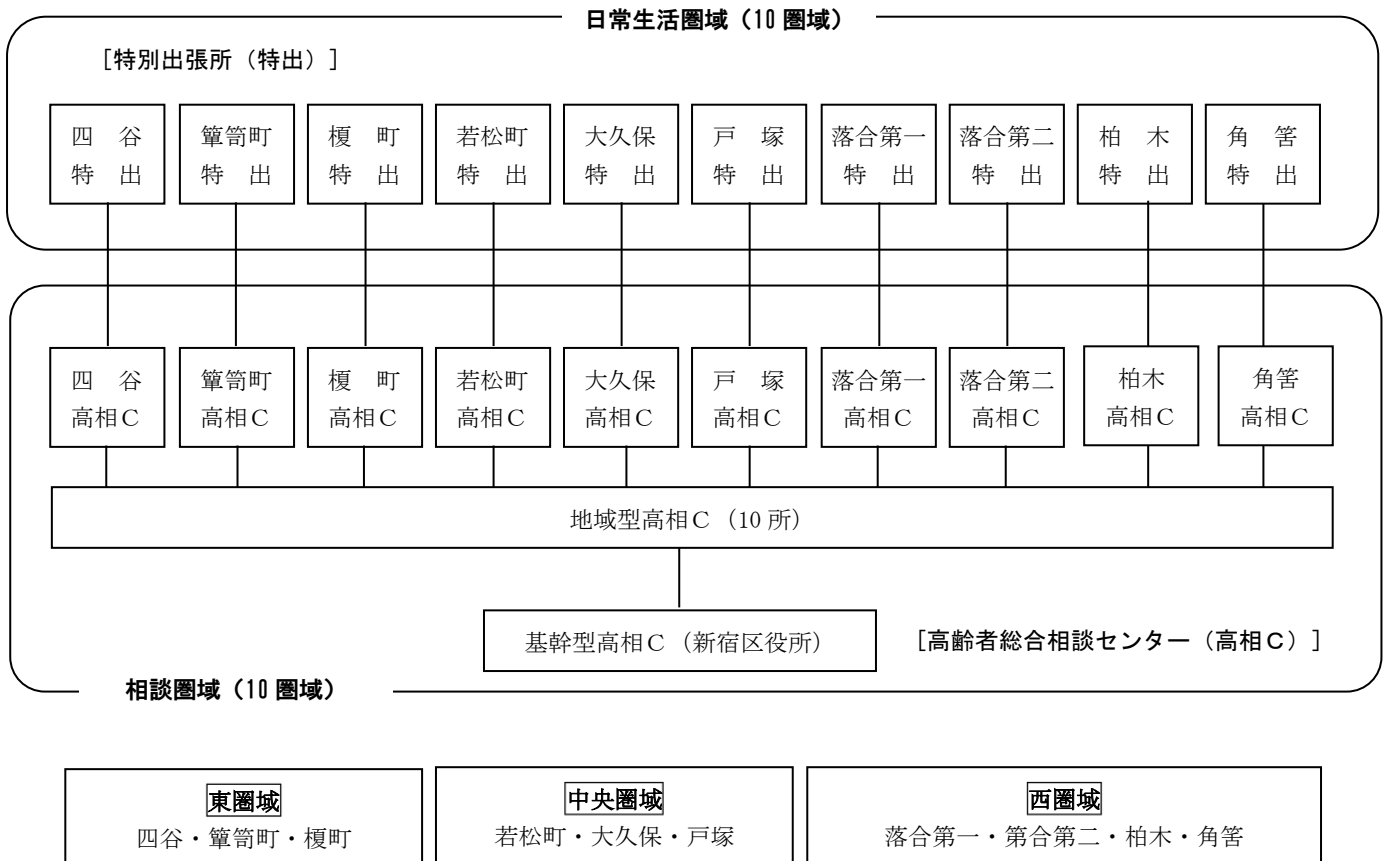 日常生活圏域（10 圏域）
［特別出張所（特出）］
四　谷
特　出
簞笥町
特　出
榎　町
特　出
若松町
特　出
大久保
特　出
戸　塚
特　出
落合第一
特　出
落合第二
特　出
柏　木
特　出
角　筈
特　出
四　谷
高相Ｃ
簞笥町
高相Ｃ
榎　町
高相Ｃ
若松町
高相Ｃ
大久保
高相Ｃ
戸　塚
高相Ｃ
落合第一
高相Ｃ
落合第二
高相Ｃ
柏木
高相Ｃ
角筈
高相Ｃ
地域型高相Ｃ（10 所）
基幹型高相Ｃ（新宿区役所）
［高齢者総合相談センター（高相Ｃ）］
相談圏域（10 圏域）
東圏域
四谷・簞笥町・榎町
中央圏域
若松町・大久保・戸塚
西圏域
落合第一・第合第二・柏木・角筈